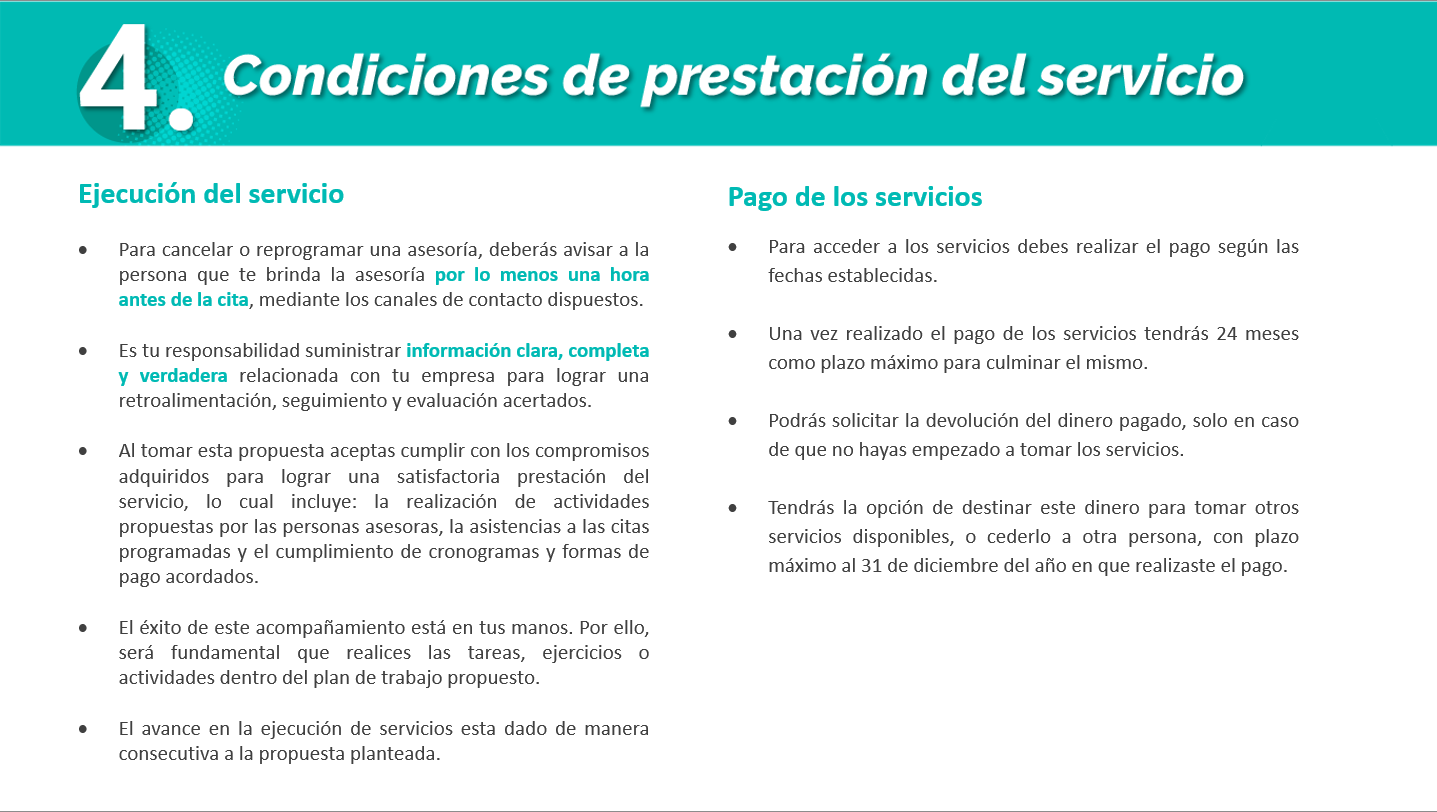 4. Condiciones de prestación del servicio
Ejecución del servicio
• Para cancelar o reprogramar una asesoría, deberás avisar a la
persona que te brinda la asesoría por lo menos una hora
antes de la cita, mediante los canales de contacto dispuestos.
• Es tu responsabilidad suministrar información clara, completa
y verdadera relacionada con tu empresa para lograr una
retroalimentación, seguimiento y evaluación acertados.
• Al tomar esta propuesta aceptas cumplir con los compromisos
adquiridos para lograr una satisfactoria prestación del
servicio, lo cual incluye: la realización de actividades
propuestas por las personas asesoras, la asistencias a las citas
programadas y el cumplimiento de cronogramas y formas de
pago acordados.
• El éxito de este acompañamiento está en tus manos. Por ello,
será fundamental que realices las tareas, ejercicios o
actividades dentro del plan de trabajo propuesto.
• El avance en la ejecución de servicios esta dado de manera
consecutiva a la propuesta planteada.
Pago de los servicios
• Para acceder a los servicios debes realizar el pago según las
fechas establecidas.
• Una vez realizado el pago de los servicios tendrás 24 meses
como plazo máximo para culminar el mismo.
• Podrás solicitar la devolución del dinero pagado, solo en caso
de que no hayas empezado a tomar los servicios.
• Tendrás la opción de destinar este dinero para tomar otros
servicios disponibles, o cederlo a otra persona, con plazo
máximo al 31 de diciembre del año en que realizaste el pago.